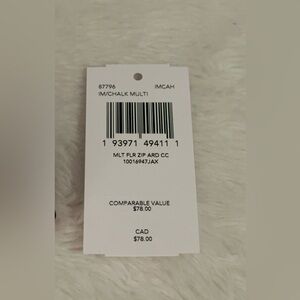 87796 IMCAH
IM/CHALK MULTI
1 93971 49411 1
MLT FLR ZIP ARD CC
10016947JAX
COMPARABLE VALUE
$78.00
CAD
$78.00